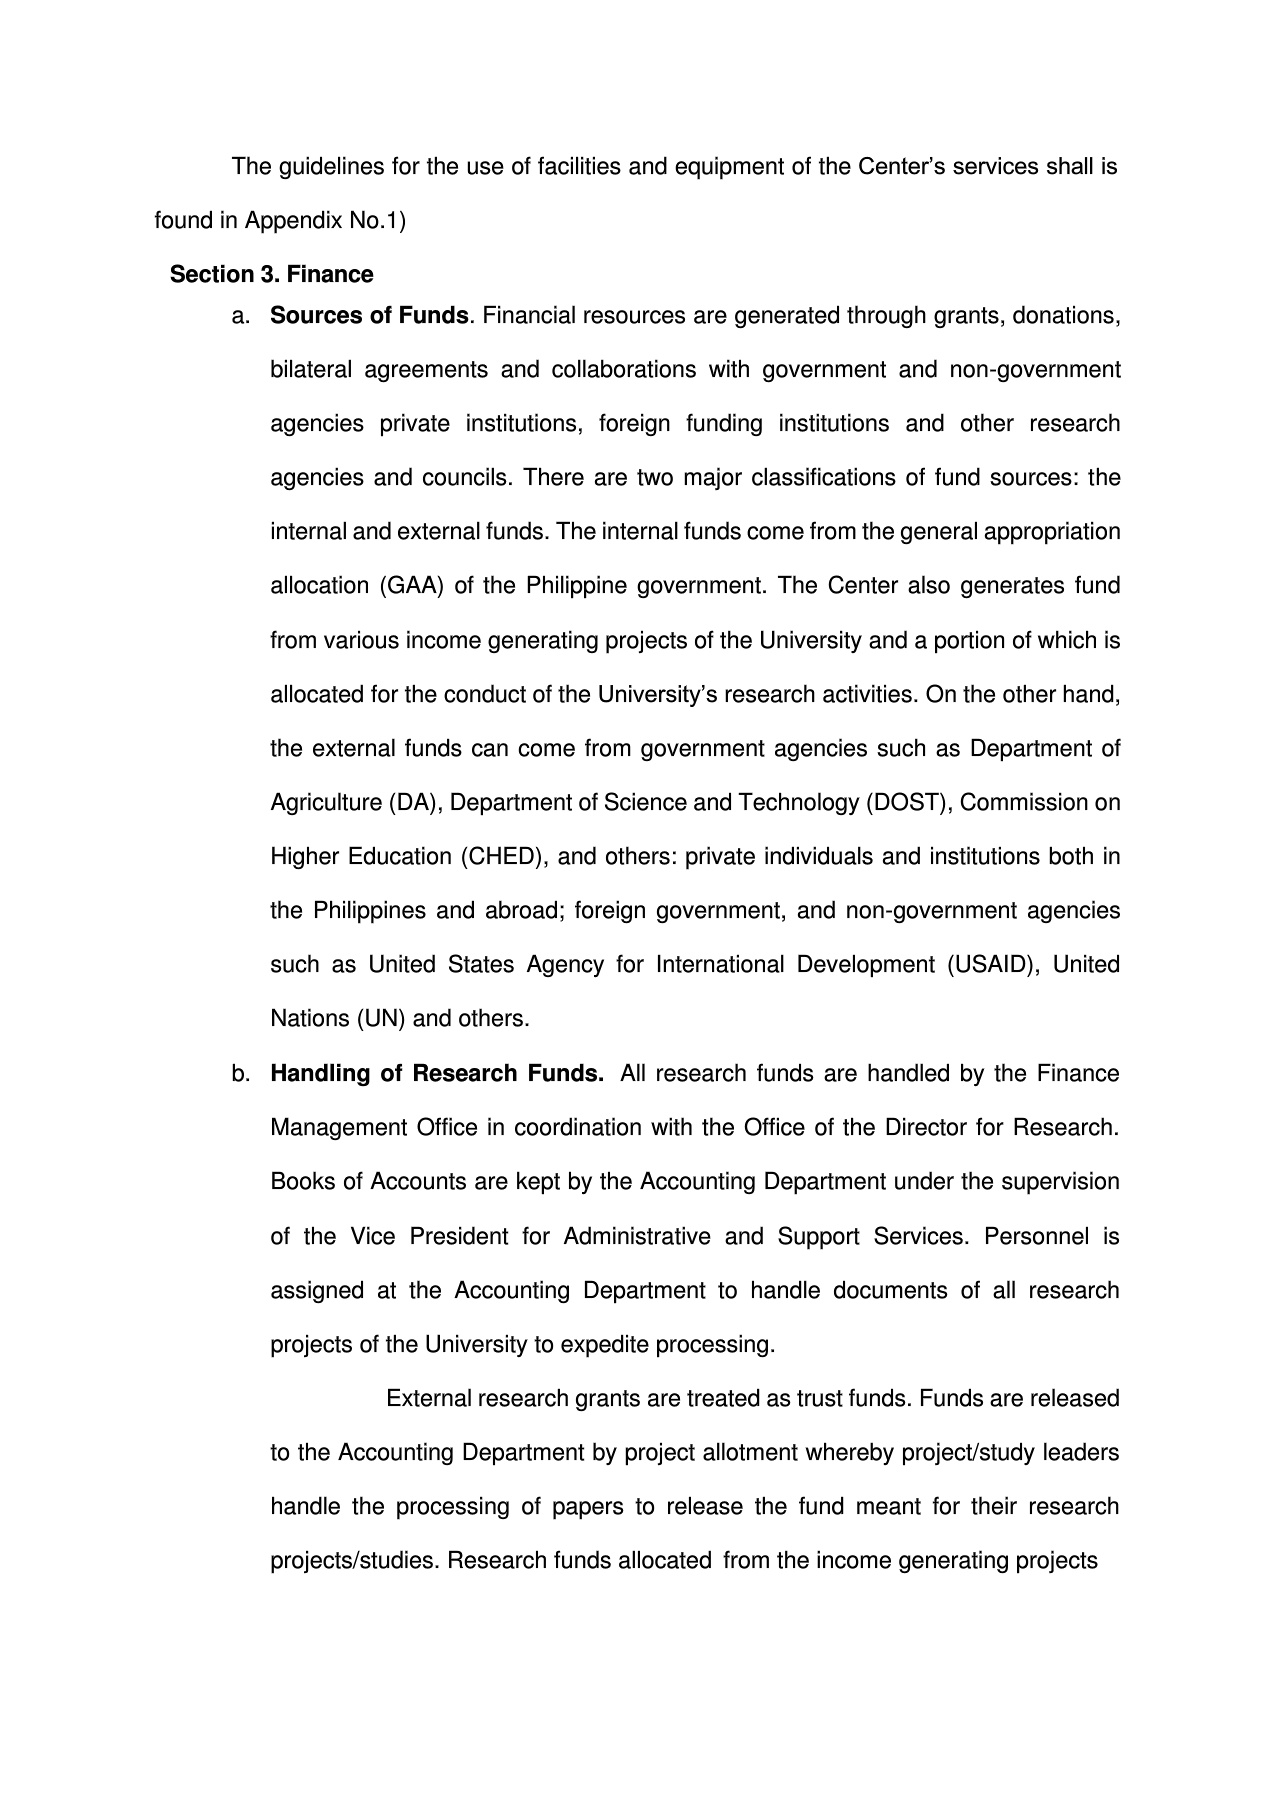 The guidelines for the use of facilities and equipment of the Center’s services shall is
found in Appendix No.1)
Section 3. Finance
a. Sources of Funds. Financial resources are generated through grants, donations,
bilateral agreements and collaborations with government and non-government
agencies private institutions, foreign funding institutions and other research
agencies and councils. There are two major classifications of fund sources: the
internal and external funds. The internal funds come from the general appropriation
allocation (GAA) of the Philippine government. The Center also generates fund
from various income generating projects of the University and a portion of which is
allocated for the conduct of the University’s research activities. On the other hand,
the external funds can come from government agencies such as Department of
Agriculture (DA), Department of Science and Technology (DOST), Commission on
Higher Education (CHED), and others: private individuals and institutions both in
the Philippines and abroad; foreign government, and non-government agencies
such as United States Agency for International Development (USAID), United
Nations (UN) and others.
b. Handling of Research Funds. All research funds are handled by the Finance
Management Office in coordination with the Office of the Director for Research.
Books of Accounts are kept by the Accounting Department under the supervision
of the Vice President for Administrative and Support Services. Personnel is
assigned at the Accounting Department to handle documents of all research
projects of the University to expedite processing.
External research grants are treated as trust funds. Funds are released
to the Accounting Department by project allotment whereby project/study leaders
handle the processing of papers to release the fund meant for their research
projects/studies. Research funds allocated from the income generating projects